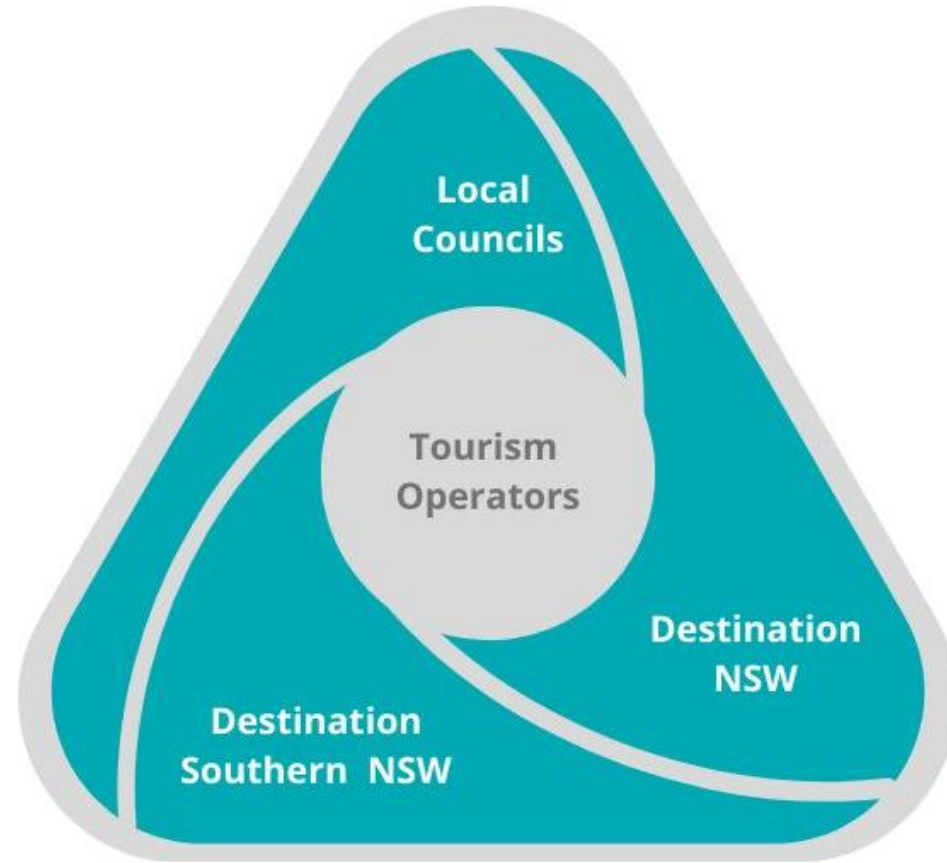 Local
Councils
Tourism
Operators
Destination
NSW
Destination
Southern NSW